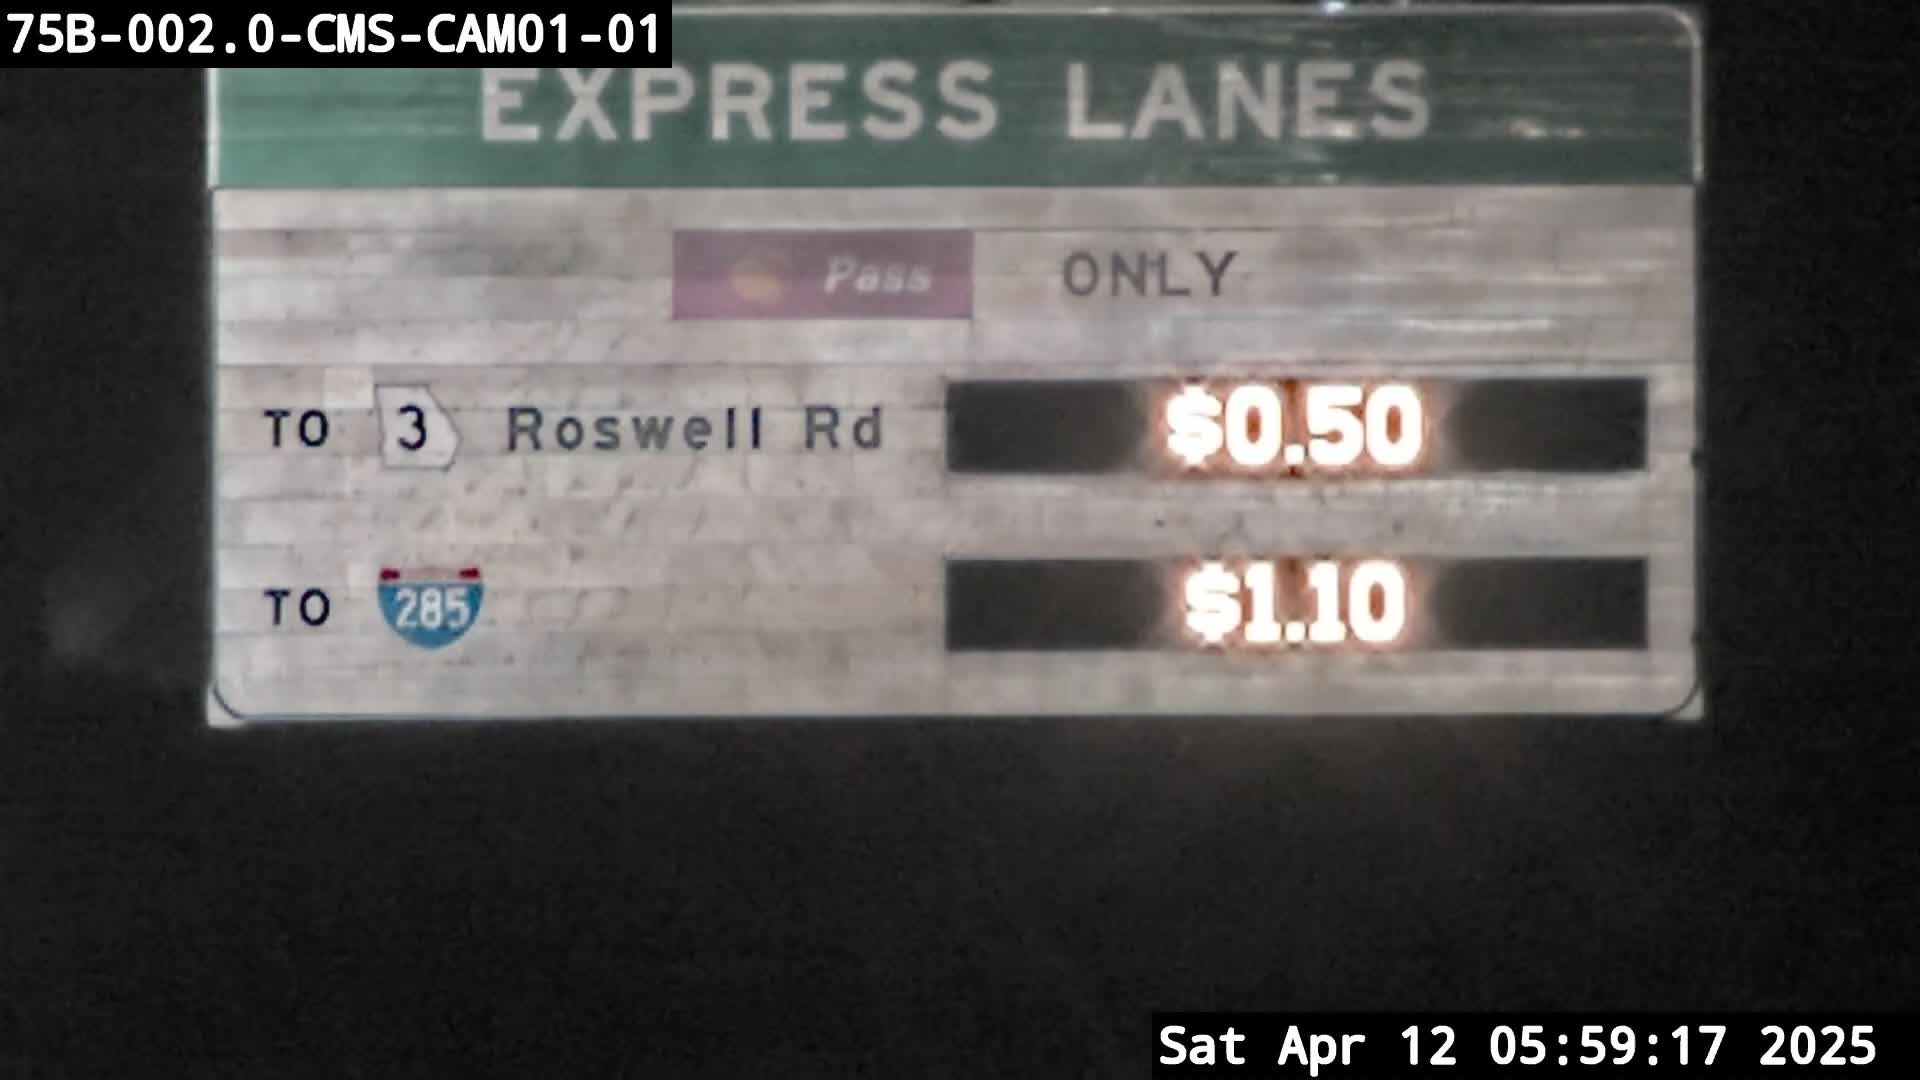 75B-002.0-CMS-CAM01-01
EXPRESS LANES
Pass ONLY
TO 3 Roswell Rd $0.50
TO 285 $1.10
Sat Apr 12 05:59:17 2025